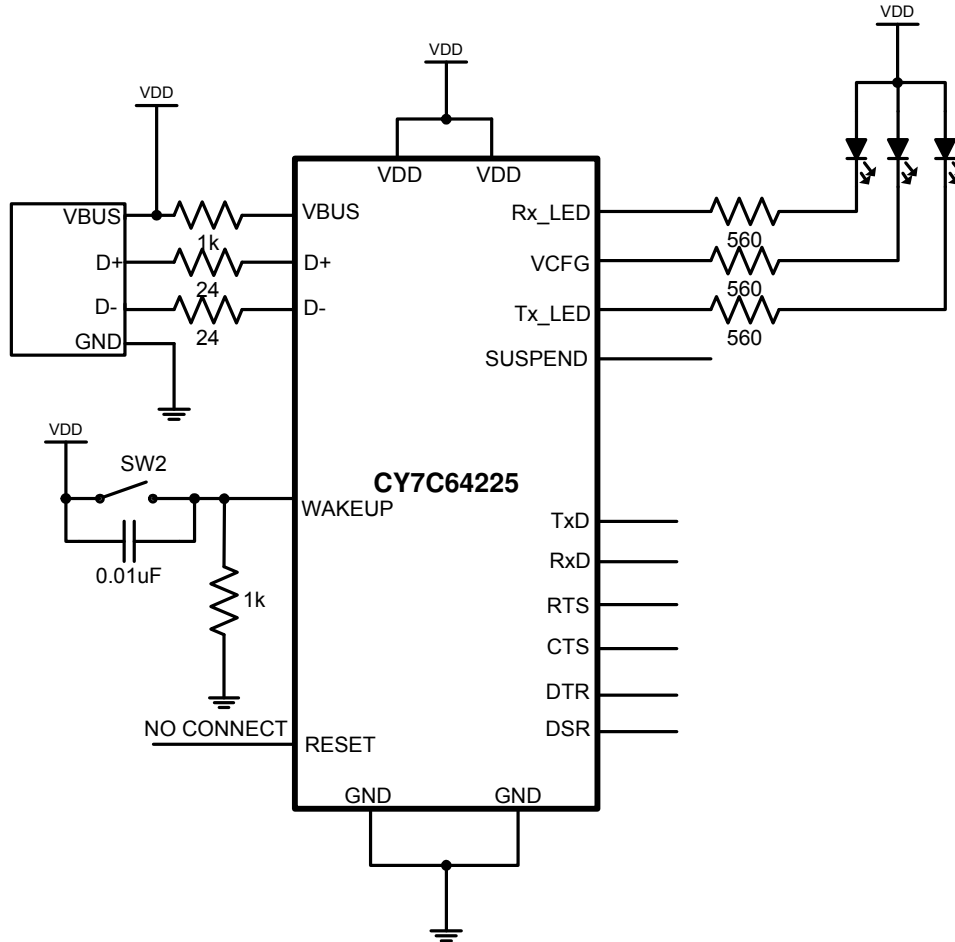 VDD
VDD
VDD
VDD VDD
VBUS
1k
VBUS
Rx_LED
560
D+
24
D+
VCFG
560
D-
24
D-
Tx_LED
560
GND
SUSPEND
VDD
SW2
0.01uF
WAKEUP
1k
CY7C64225
TxD
RxD
RTS
CTS
DTR
DSR
NO CONNECT
RESET
GND GND